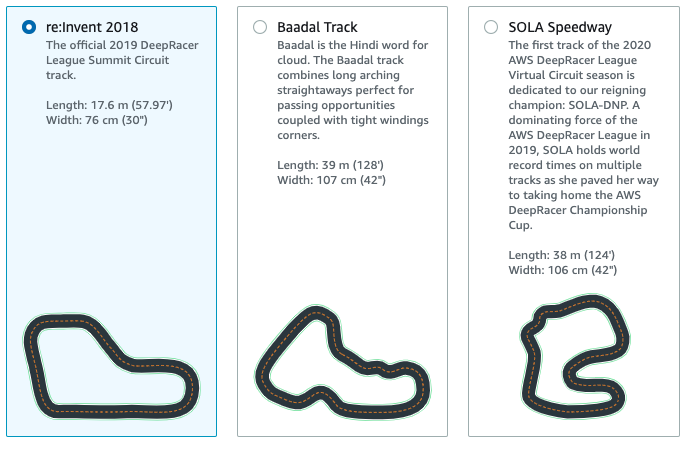 re:Invent 2018
The official 2019 DeepRacer
League Summit Circuit
track.
Length: 17.6 m (57.97')
Width: 76 cm (30")
Baadal Track
Baadal is the Hindi word for
cloud. The Baadal track
combines long arching
straightaways perfect for
passing opportunities
coupled with tight windings
corners.
Length: 39 m (128')
Width: 107 cm (42")
SOLA Speedway
The first track of the 2020
AWS DeepRacer League
Virtual Circuit season is
dedicated to our reigning
champion: SOLA-DNP. A
dominating force of the
AWS DeepRacer League in
2019, SOLA holds world
record times on multiple
tracks as she paved her way
to taking home the AWS
DeepRacer Championship
Cup.
Length: 38 m (124')
Width: 106 cm (42")